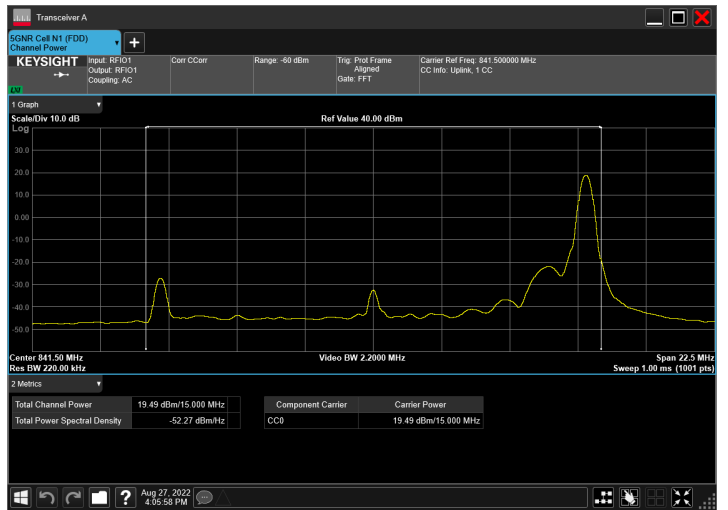 Transceiver A
5GNR Cell N1 (FDD)
Channel Power
KEYSIGHT
Input: RFIO1
Output: RFIO1
Coupling: AC
Corr CCorr
Range: -60 dBm
Trig: Prot Frame
Aligned
Gate: FFT
Carrier Ref Freq: 841.500000 MHz
CC Info: Uplink, 1 CC
LXI
1 Graph
Scale/Div 10.0 dB
Ref Value 40.00 dBm
Log
30.0
20.0
10.0
0.00
-10.0
-20.0
-30.0
-40.0
-50.0
Center 841.50 MHz
Video BW 2.2000 MHz
Span 22.5 MHz
Res BW 220.00 kHz
Sweep 1.00 ms (1001 pts)
2 Metrics
Total Channel Power 19.49 dBm/15.000 MHz
Total Power Spectral Density -52.27 dBm/Hz
Component Carrier Carrier Power
CC0 19.49 dBm/15.000 MHz
?
Aug 27, 2022
4:05:58 PM